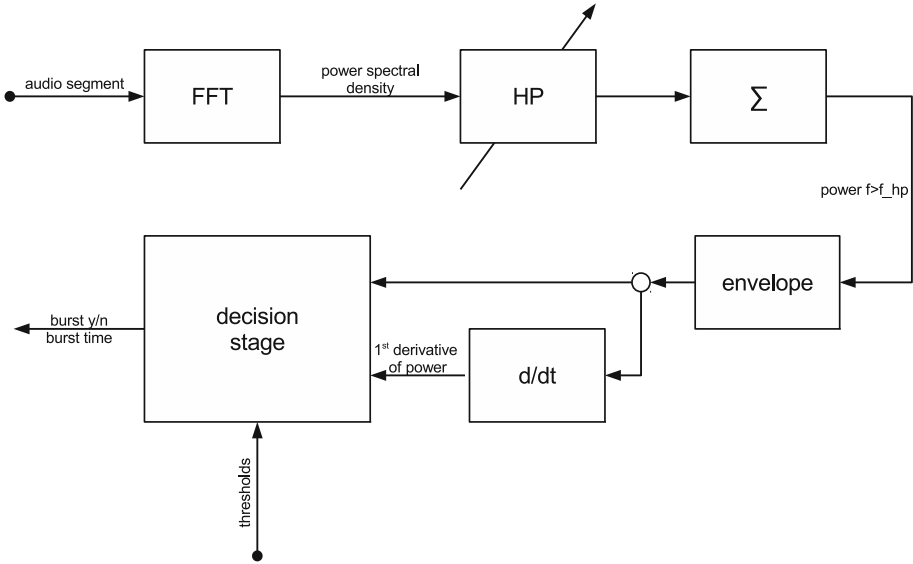 audio segment
FFT
power spectral
density
HP
∑
power f>f_hp
envelope
decision
stage
burst y/n
burst time
1st derivative
of power
d/dt
thresholds